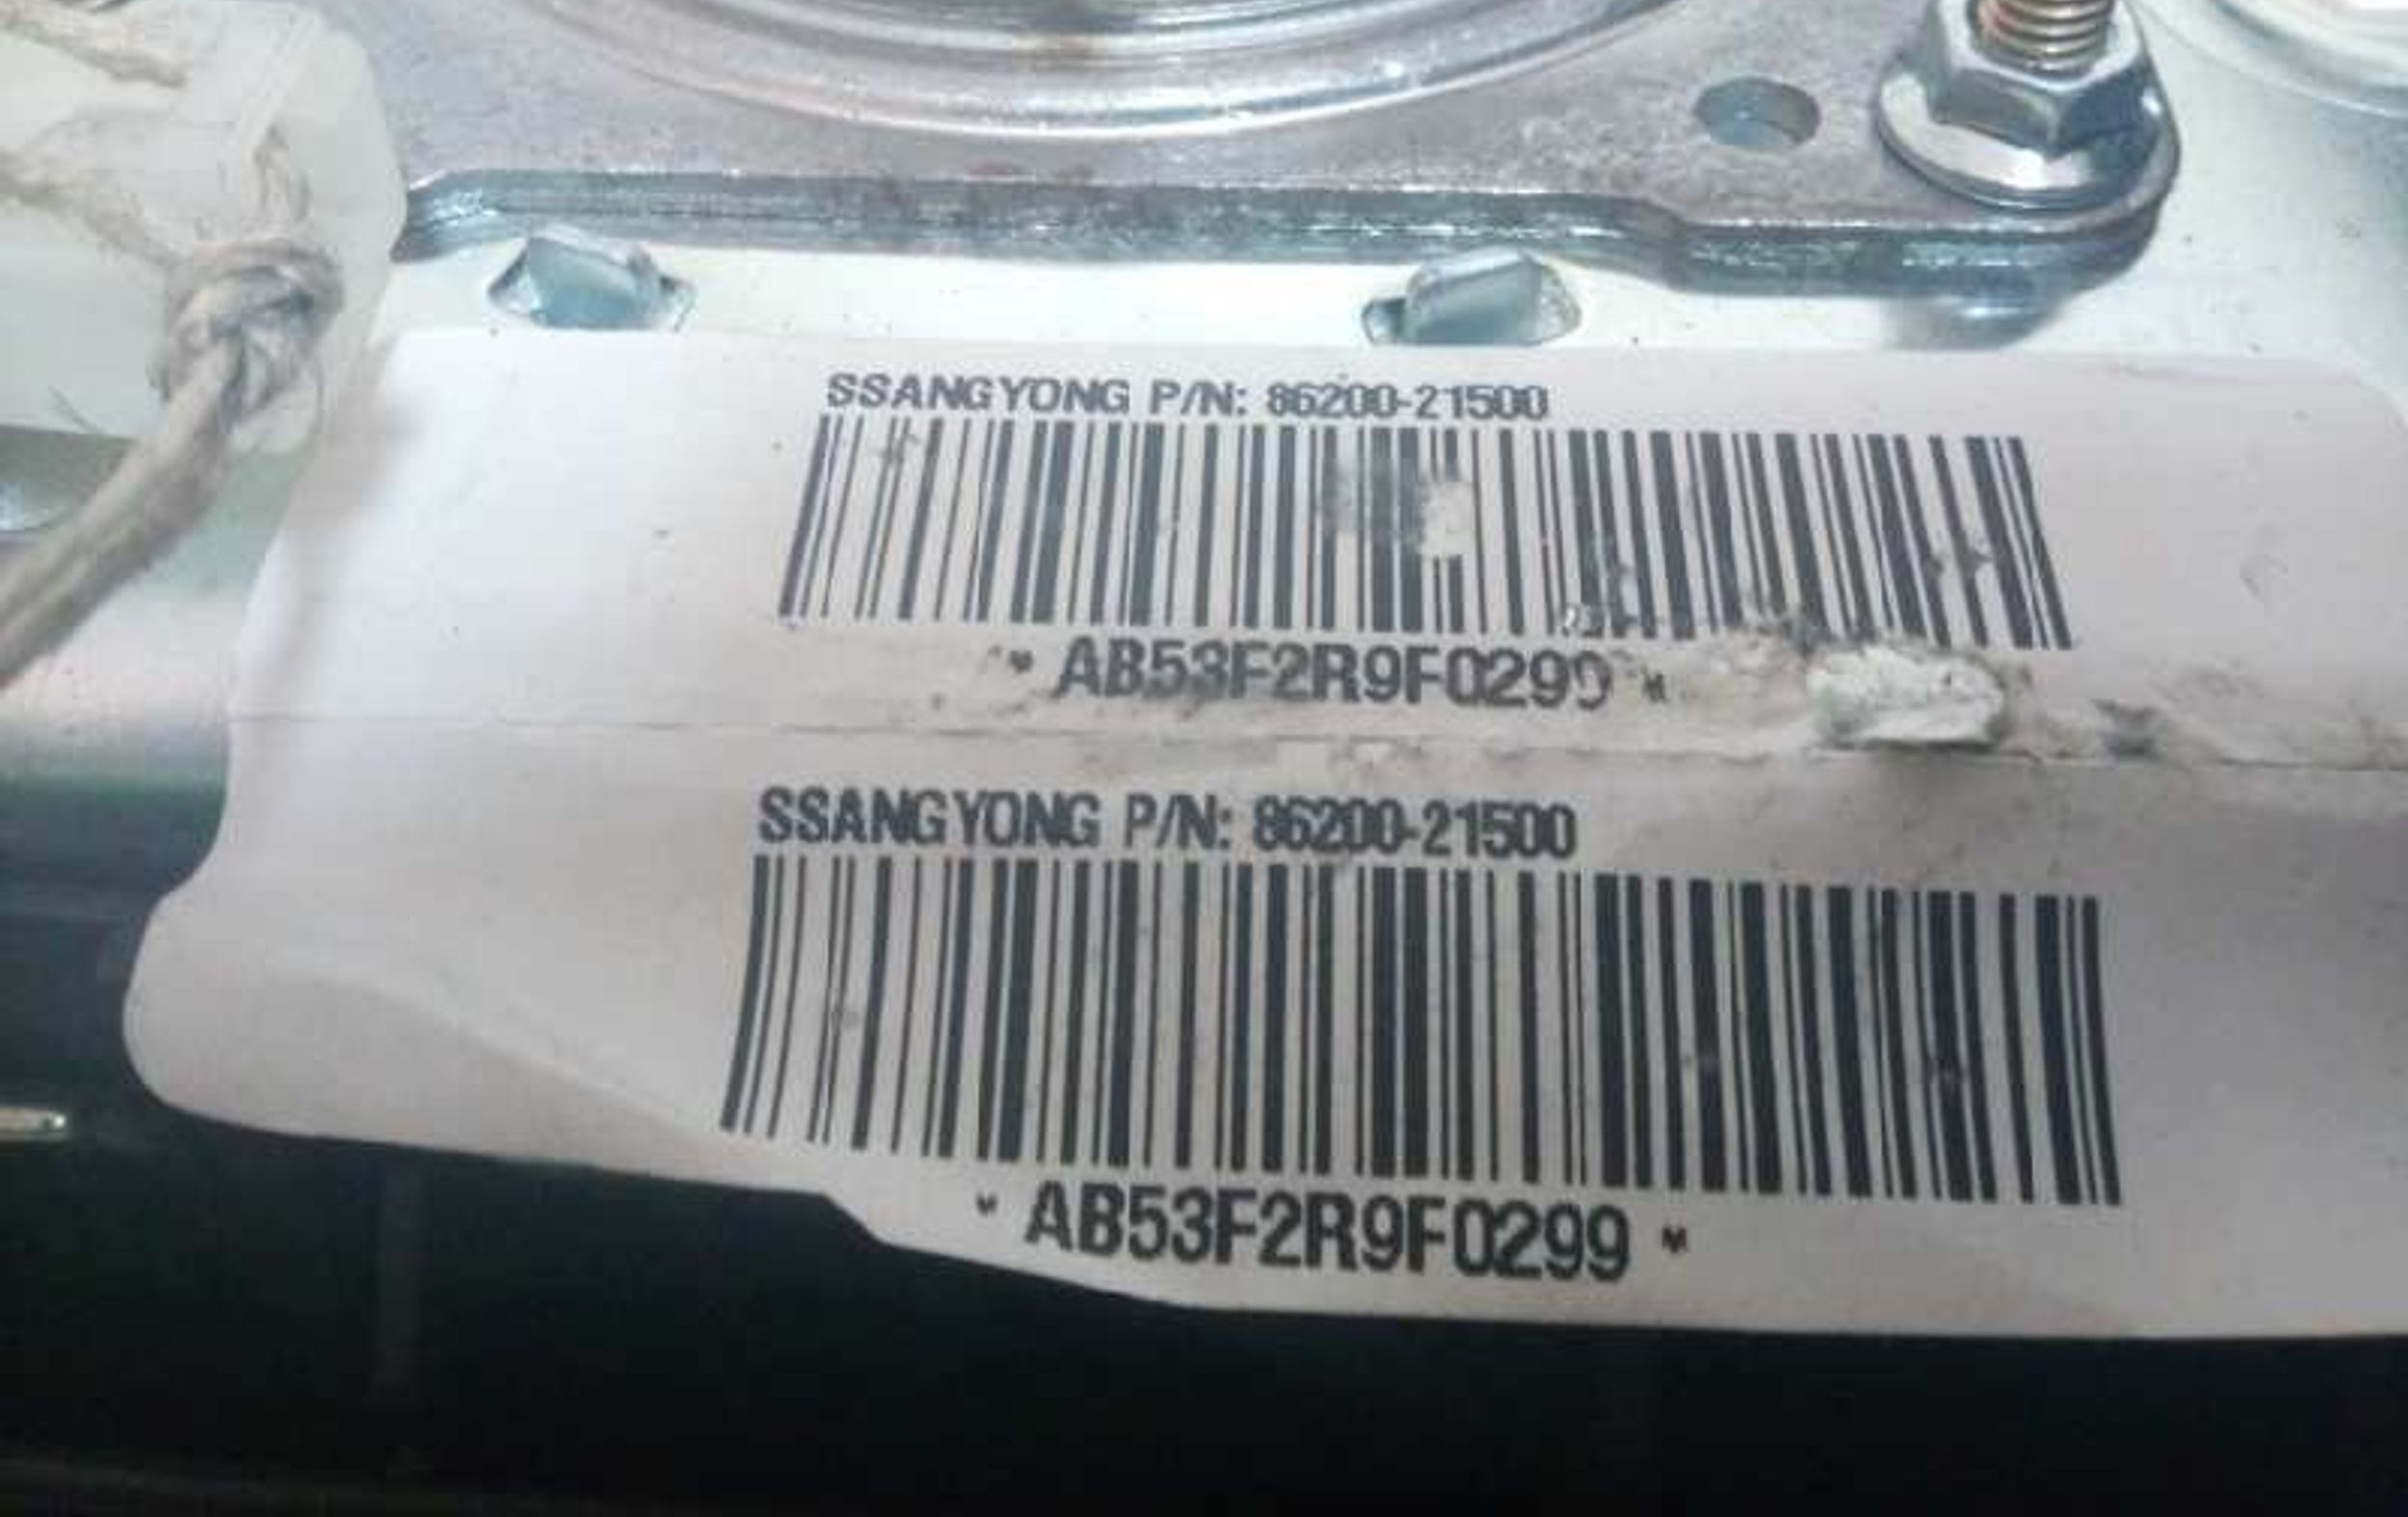 SSANGYONG P/N: 86200-21500
* AB53F2R9F0299 *
SSANGYONG P/N: 86200-21500
* AB53F2R9F0299 *